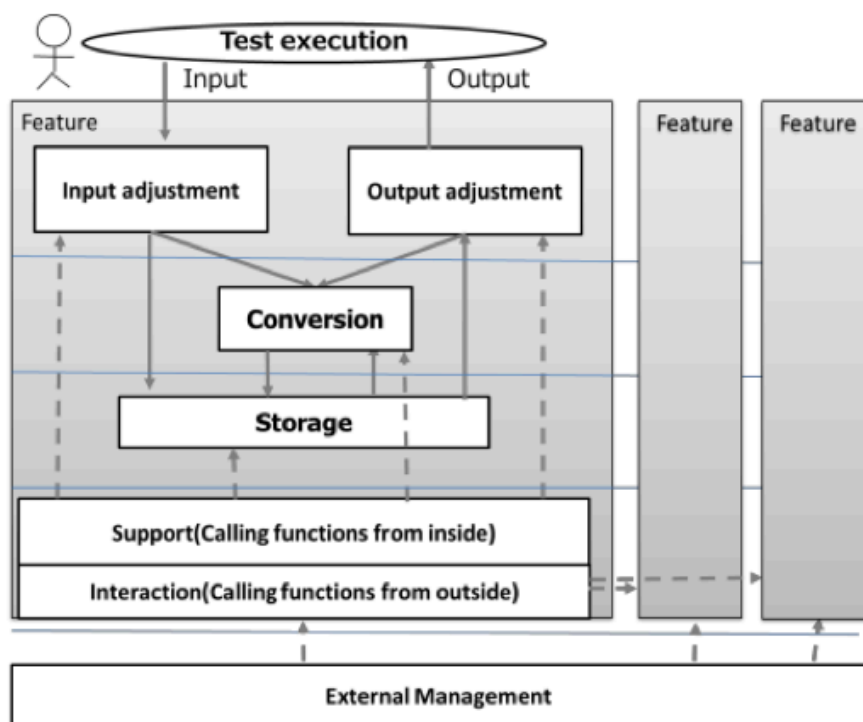 Test execution
Input
Output
Feature
Feature
Feature
Input adjustment
Output adjustment
Conversion
Storage
Support(Calling functions from inside)
Interaction(Calling functions from outside)
External Management